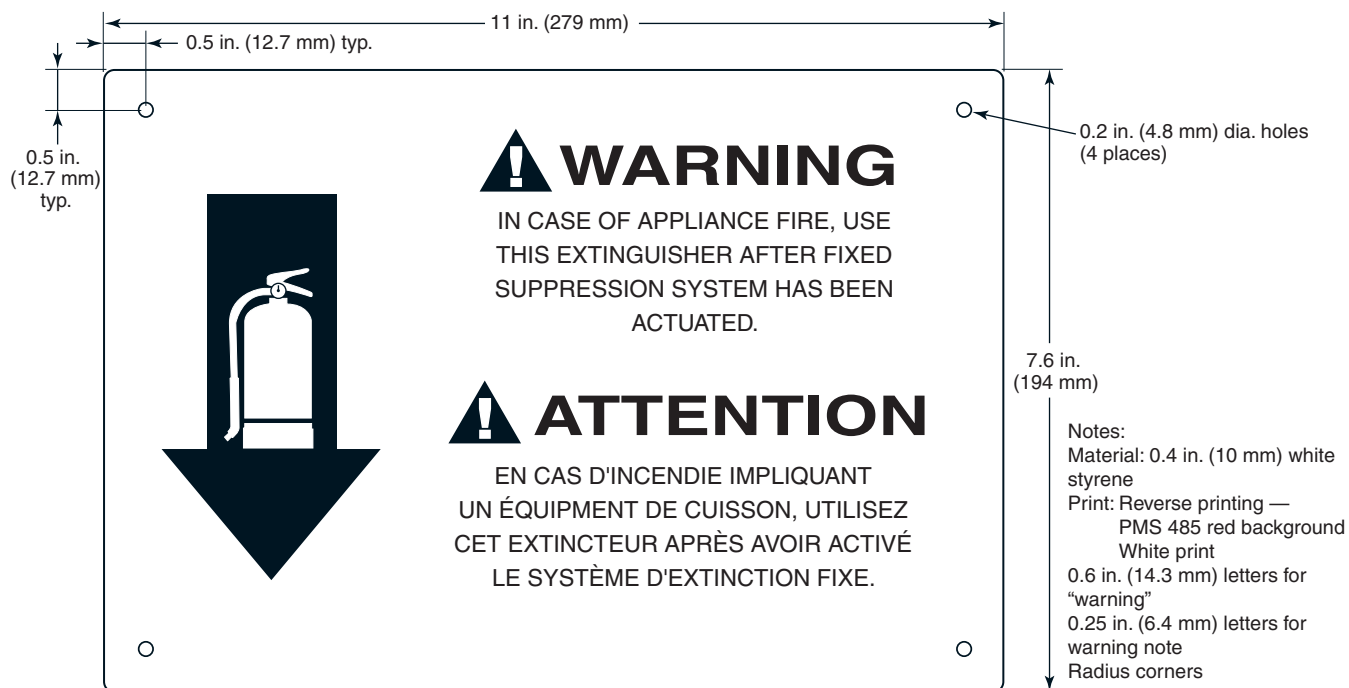 11 in. (279 mm)
0.5 in. (12.7 mm) typ.
0.5 in.
(12.7 mm)
typ.
0.2 in. (4.8 mm) dia. holes
(4 places)
WARNING
IN CASE OF APPLIANCE FIRE, USE
THIS EXTINGUISHER AFTER FIXED
SUPPRESSION SYSTEM HAS BEEN
ACTUATED.
ATTENTION
EN CAS D'INCENDIE IMPLIQUANT
UN ÉQUIPMENT DE CUISSON, UTILISEZ
CET EXTINCTEUR APRÈS AVOIR ACTIVÉ
LE SYSTÈME D'EXTINCTION FIXE.
7.6 in.
(194 mm)
Notes:
Material: 0.4 in. (10 mm) white
styrene
Print: Reverse printing —
PMS 485 red background
White print
0.6 in. (14.3 mm) letters for
“warning”
0.25 in. (6.4 mm) letters for
warning note
Radius corners